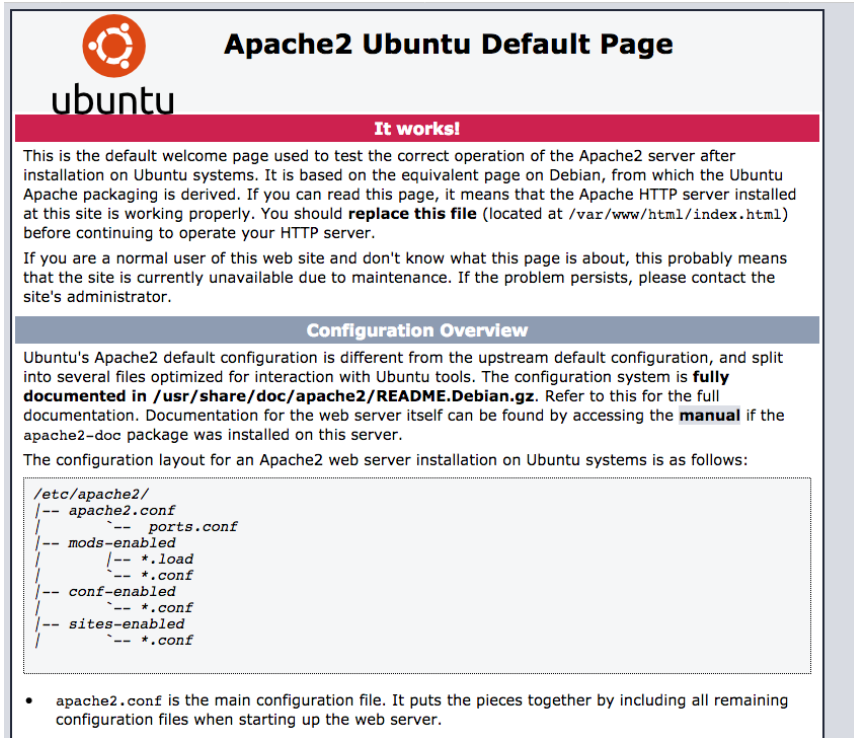 Apache2 Ubuntu Default Page
ubuntu
It works!
This is the default welcome page used to test the correct operation of the Apache2 server after
installation on Ubuntu systems. It is based on the equivalent page on Debian, from which the Ubuntu
Apache packaging is derived. If you can read this page, it means that the Apache HTTP server installed
at this site is working properly. You should replace this file (located at /var/www/html/index.html)
before continuing to operate your HTTP server.
If you are a normal user of this web site and don't know what this page is about, this probably means
that the site is currently unavailable due to maintenance. If the problem persists, please contact the
site's administrator.
Configuration Overview
Ubuntu's Apache2 default configuration is different from the upstream default configuration, and split
into several files optimized for interaction with Ubuntu tools. The configuration system is fully
documented in /usr/share/doc/apache2/README.Debian.gz. Refer to this for the full
documentation. Documentation for the web server itself can be found by accessing the manual if the
apache2-doc package was installed on this server.
The configuration layout for an Apache2 web server installation on Ubuntu systems is as follows:
/etc/apache2/
|-- apache2.conf
|       `--  ports.conf
|-- mods-enabled
|       |-- *.load
|       `-- *.conf
|-- conf-enabled
|       `-- *.conf
|-- sites-enabled
|       `-- *.conf
• apache2.conf is the main configuration file. It puts the pieces together by including all remaining
configuration files when starting up the web server.